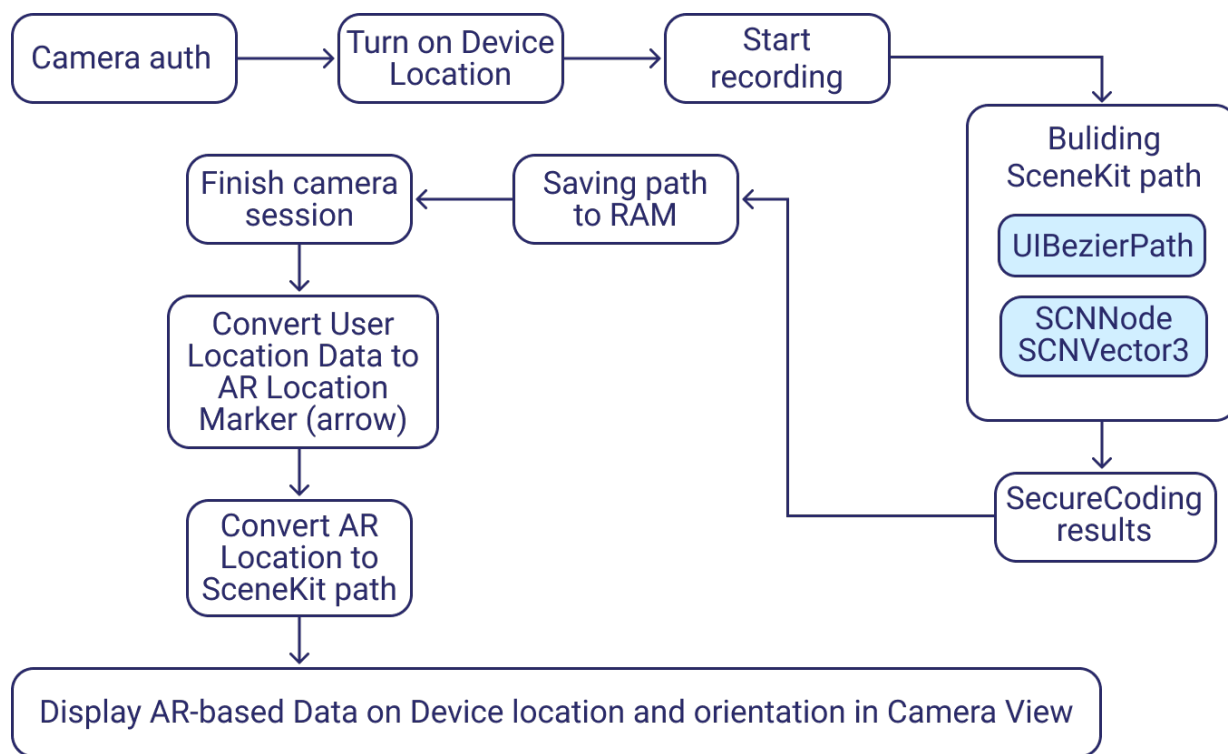 Camera auth
Turn on Device
Location
Start
recording
Buliding
SceneKit path
UIBezierPath
SCNNode
SCNVector3
SecureCoding
results
Saving path
to RAM
Finish camera
session
Convert User
Location Data to
AR Location
Marker (arrow)
Convert AR
Location to
SceneKit path
Display AR-based Data on Device location and orientation in Camera View